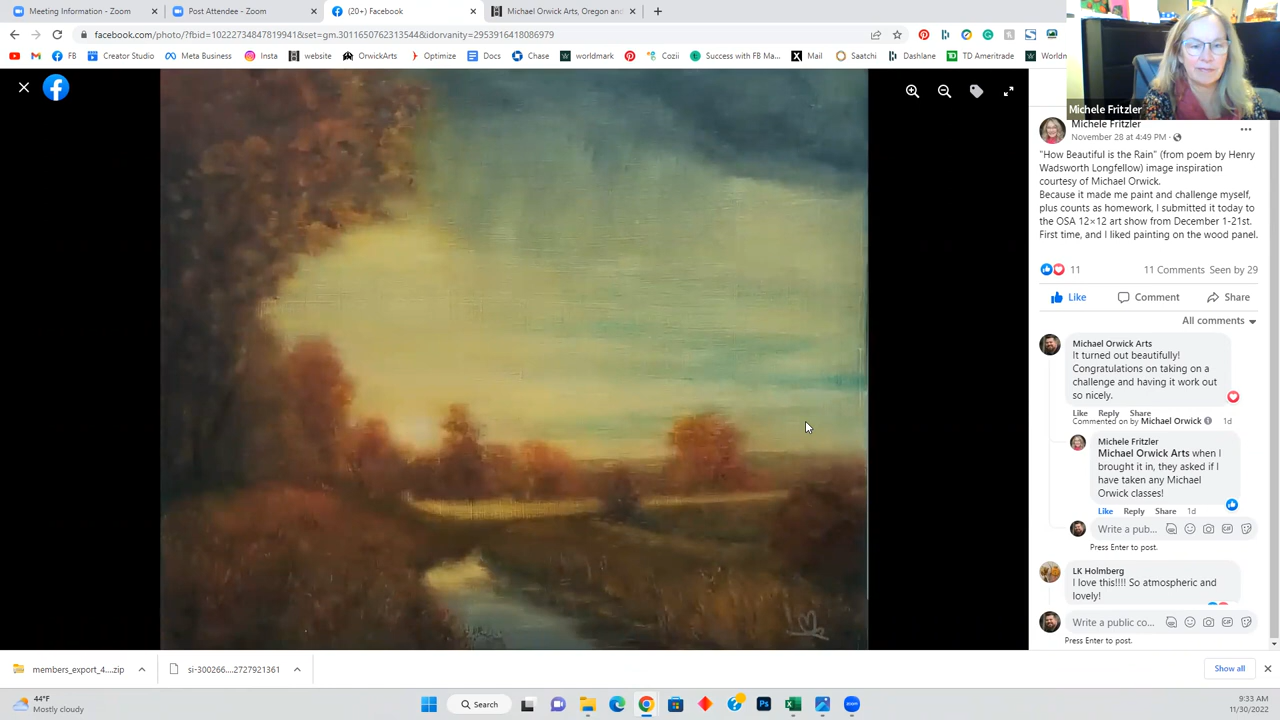 Meeting Information - Zoom
Post Attendee - Zoom
(20+) Facebook
Michael Orwick Arts, Oregon and
facebook.com/photo/?fbid=10222734847819941&set=gm.3011650765231354&idorvanity=2953916418086979
FB
Creator Studio
Meta Business
Insta
website
OrwickArts
Optimize
Docs
Chase
worldmark
Cozii
Success with FB Ma...
Saatchi
Dashlane
TD Ameritrade
Michele Fritzler
Michele Fritzler
November 28 at 4:49 PM ·
"How Beautiful is the Rain" (from poem by Henry
Wadsworth Longfellow) image inspiration
courtesy of Michael Orwick.
Because it made me paint and challenge myself,
plus counts as homework, I submitted it today to
the OSA 12×12 art show from December 1-21st.
First time, and I liked painting on the wood panel.
11
11 Comments Seen by 29
Like
Comment
Share
All comments
Michael Orwick Arts
It turned out beautifully!
Congratulations on taking on a
challenge and having it work out
so nicely.
Like Reply Share
Commented on by Michael Orwick 1d
Michele Fritzler
Michael Orwick Arts when I
brought it in, they asked if I
have taken any Michael
Orwick classes!
Like Reply Share 1d
Write a pub...
Press Enter to post.
LK Holmberg
I love this!!!! So atmospheric and
lovely!
Write a public co...
Press Enter to post.
members_export_4....zip
si-300266....2727921361
Show all
44°F
Mostly cloudy
Search
9:33 AM
11/30/2022